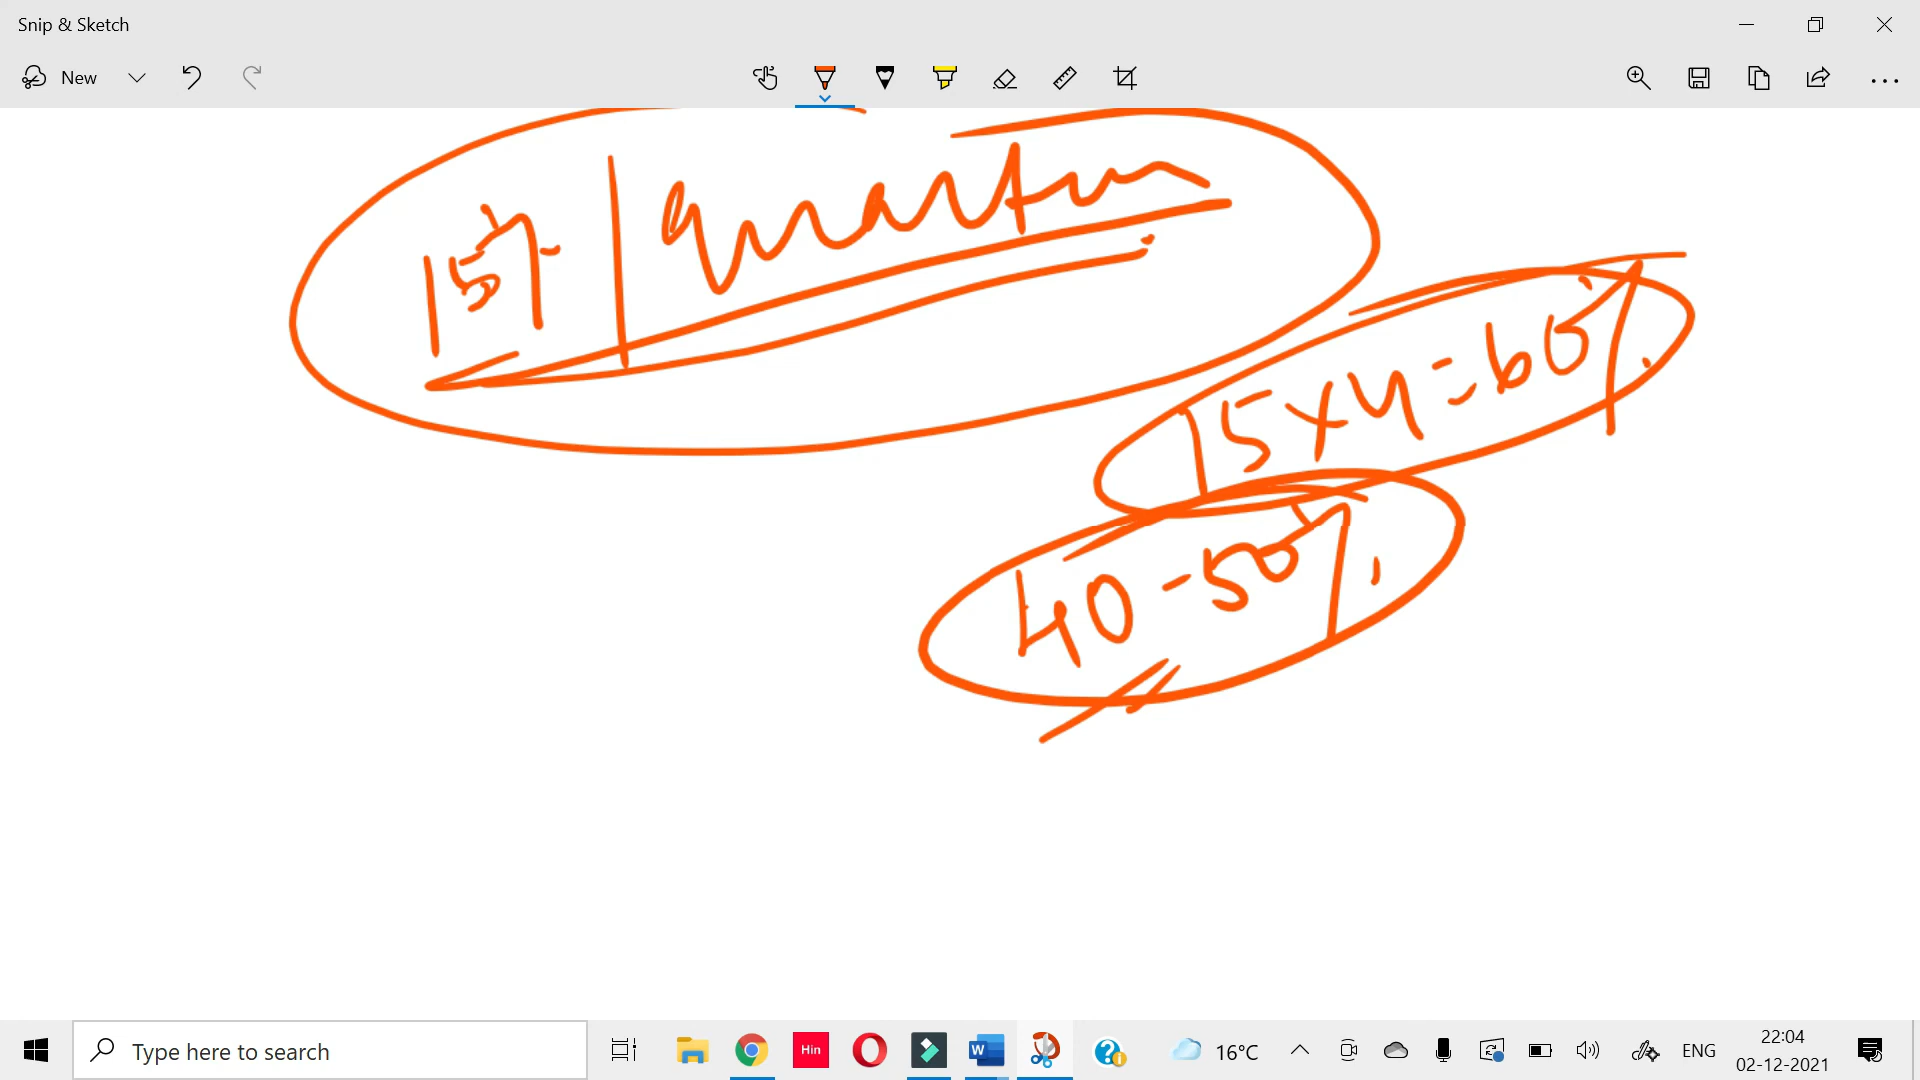 Snip & Sketch
New
15% | Quarter
15x4=60%
40-50%.
Type here to search
Hin
W
16°C
ENG
22:04
02-12-2021